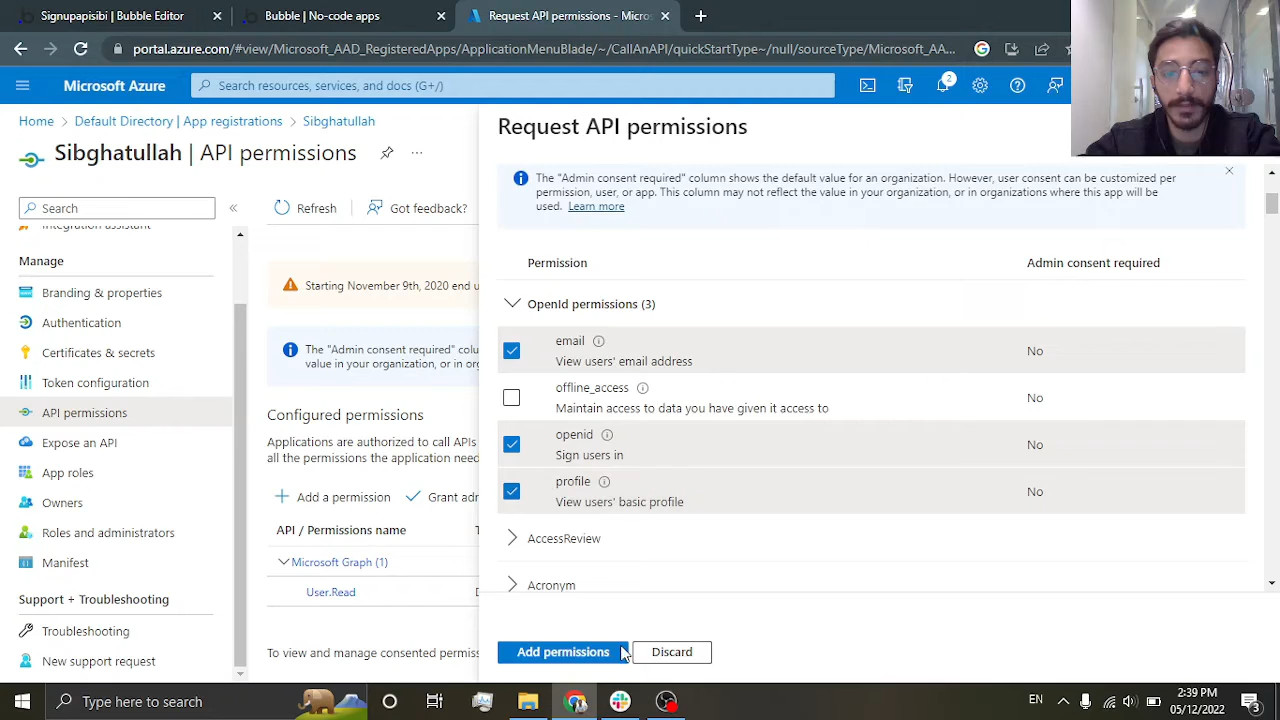 Signupapisibi | Bubble Editor
Bubble | No-code apps
Request API permissions - Micros
portal.azure.com/#view/Microsoft_AAD_RegisteredApps/ApplicationMenuBlade/~/CallAnAPI/quickStartType~/null/sourceType/Microsoft_AA...
Microsoft Azure
Search resources, services, and docs (G+/)
2
Home > Default Directory | App registrations > Sibghatullah
Sibghatullah | API permissions
Search
Refresh
Got feedback?
Integration assistant
Manage
Branding & properties
Authentication
Certificates & secrets
Token configuration
API permissions
Expose an API
App roles
Owners
Roles and administrators
Manifest
Support + Troubleshooting
Troubleshooting
New support request
Starting November 9th, 2020 end u
The "Admin consent required" colu
value in your organization, or in or
Configured permissions
Applications are authorized to call APIs
all the permissions the application need
Add a permission
Grant adm
API / Permissions name
Microsoft Graph (1)
User.Read
To view and manage consented permis
Request API permissions
The "Admin consent required" column shows the default value for an organization. However, user consent can be customized per
permission, user, or app. This column may not reflect the value in your organization, or in organizations where this app will be
used. Learn more
Permission
Admin consent required
OpenId permissions (3)
email
View users' email address
No
offline_access
Maintain access to data you have given it access to
No
openid
Sign users in
No
profile
View users' basic profile
No
AccessReview
Acronym
Add permissions
Discard
Type here to search
EN
2:39 PM
05/12/2022
3